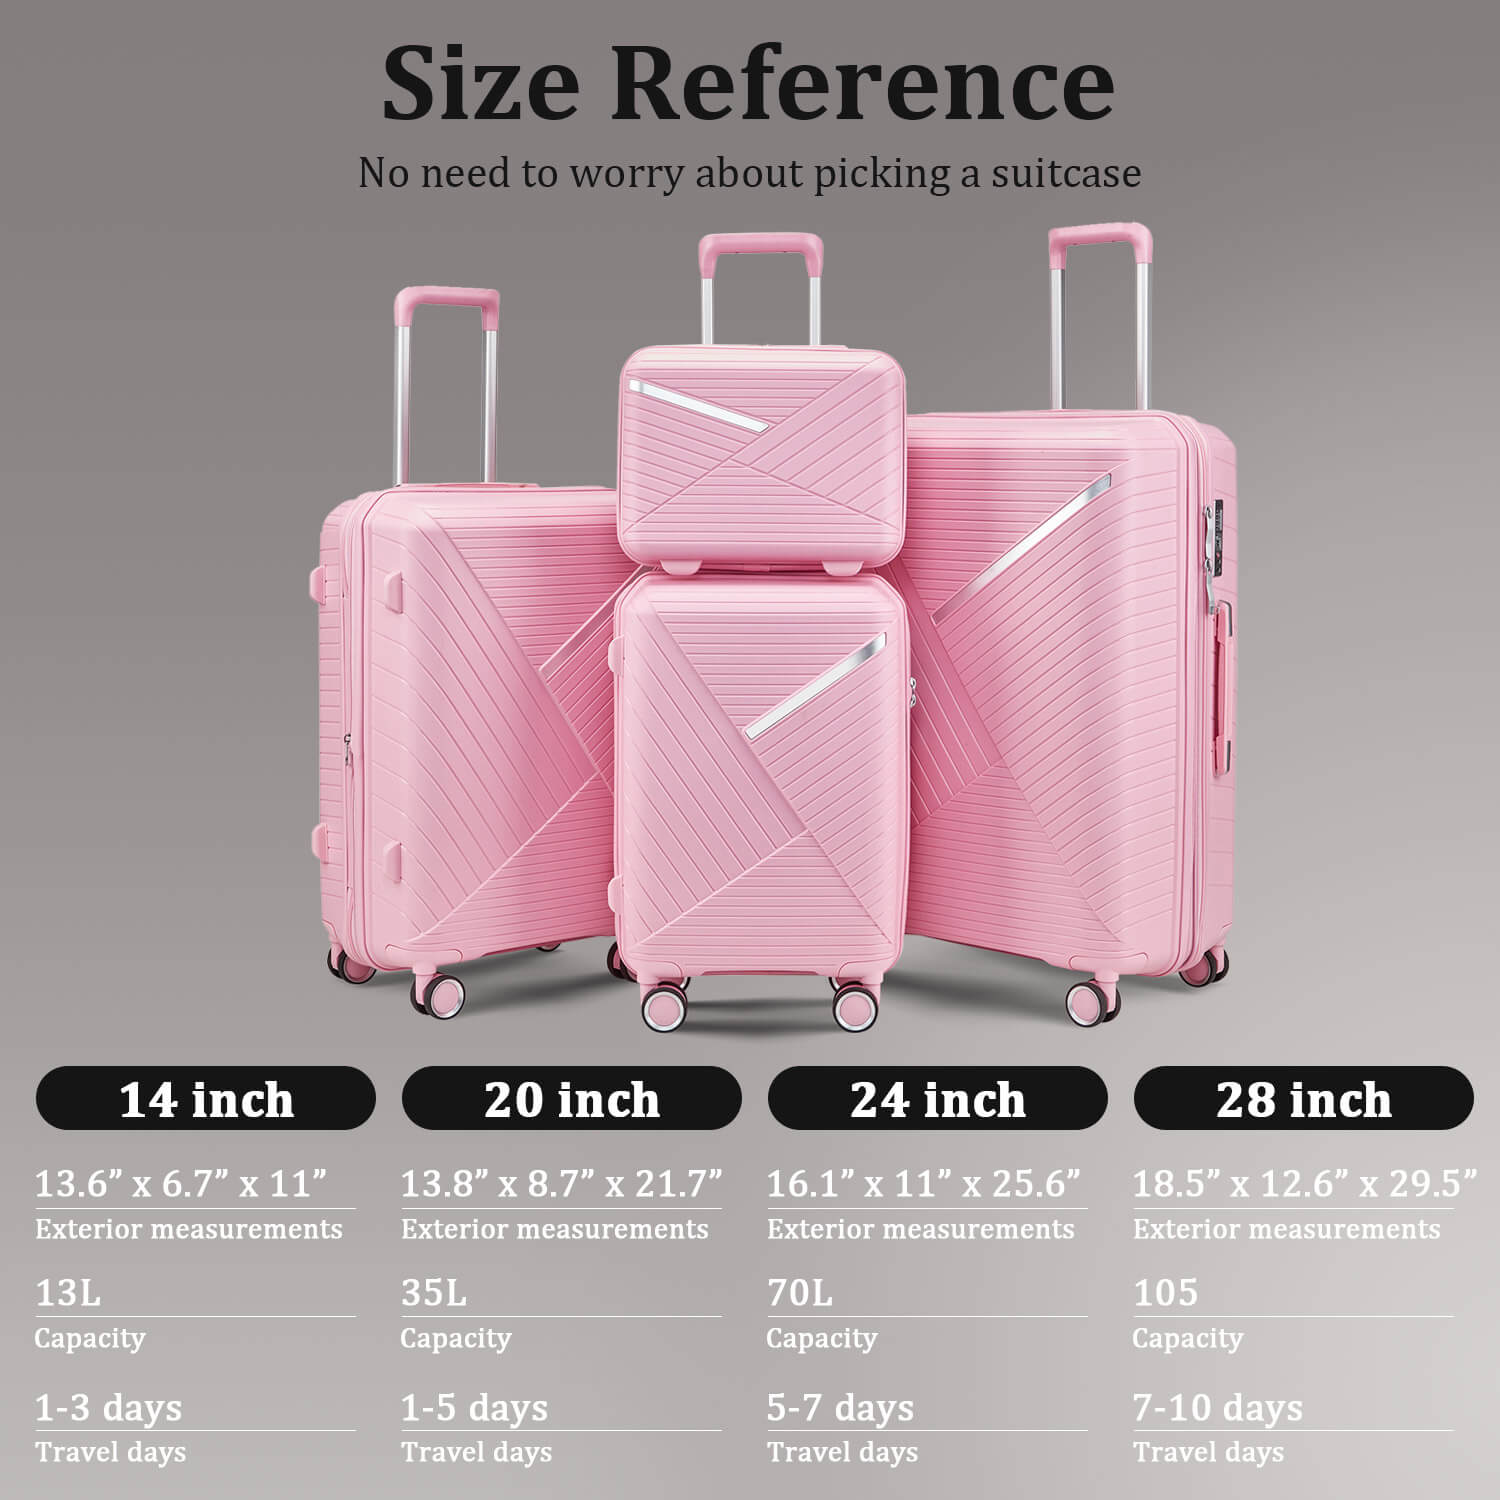 Size Reference
No need to worry about picking a suitcase
14 inch
13.6” x 6.7” x 11”
Exterior measurements
13L
Capacity
1-3 days
Travel days
20 inch
13.8” x 8.7” x 21.7”
Exterior measurements
35L
Capacity
1-5 days
Travel days
24 inch
16.1” x 11” x 25.6”
Exterior measurements
70L
Capacity
5-7 days
Travel days
28 inch
18.5” x 12.6” x 29.5”
Exterior measurements
105
Capacity
7-10 days
Travel days